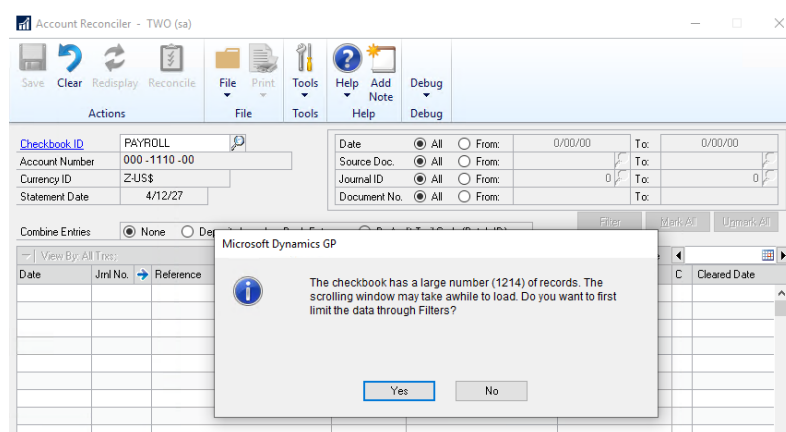 Account Reconciler - TWO (sa)
Save Clear Redisplay Reconcile File Print Tools Help Add Note Debug
Actions File Tools Help Debug
Checkbook ID PAYROLL Date All From: 0/00/00 To: 0/00/00
Account Number 000 -1110 -00 Source Doc. All From: To:
Currency ID Z-US$ Journal ID All From: 0 To: 0
Statement Date 4/12/27 Document No. All From: To:
Combine Entries None Filter Mark All Unmark All
View By: All Trxs;
Date Jrnl No. Reference C Cleared Date
Microsoft Dynamics GP
The checkbook has a large number (1214) of records. The
scrolling window may take awhile to load. Do you want to first
limit the data through Filters?
Yes No